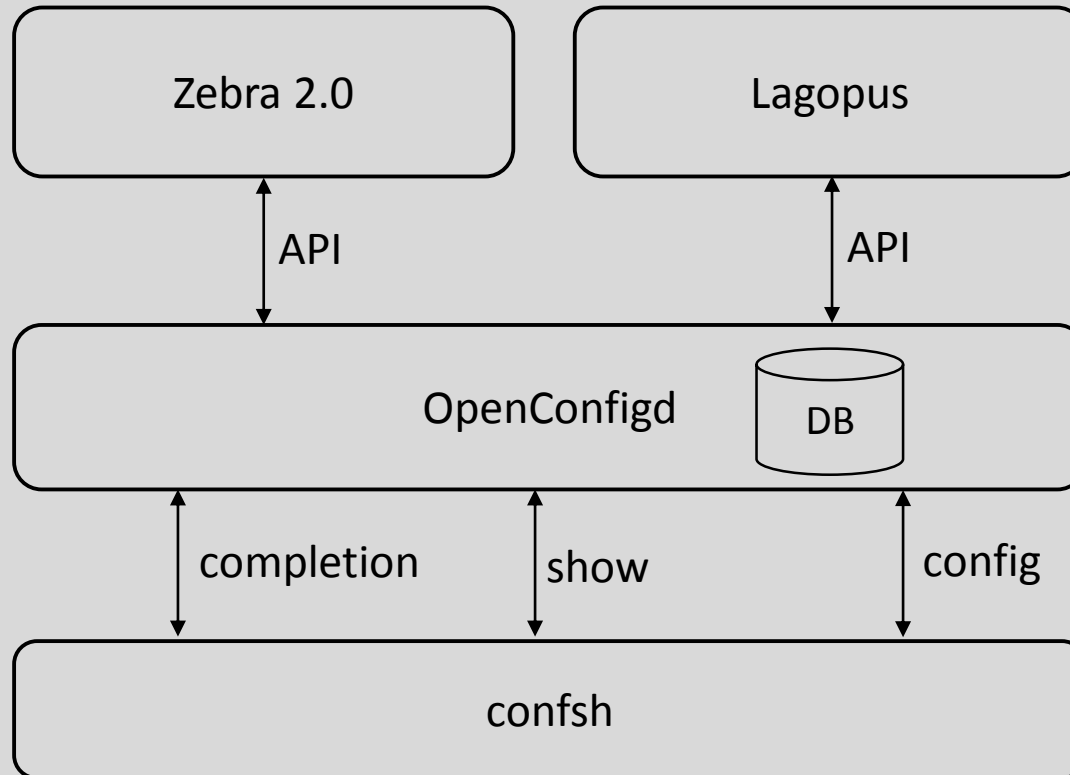 Zebra 2.0
Lagopus
API
API
OpenConfigd
DB
completion
show
config
confsh